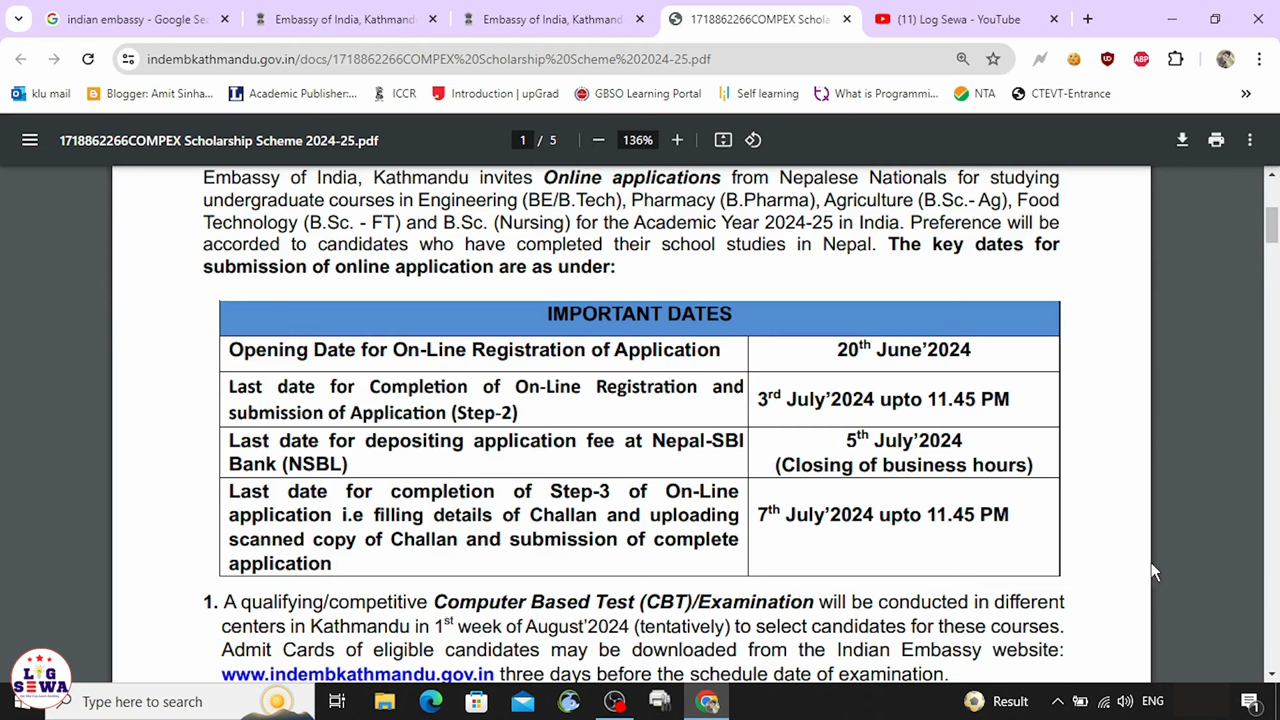 indian embassy - Google Se
Embassy of India, Kathmandu
Embassy of India, Kathmand
1718862266COMPEX Schola
(11) Log Sewa - YouTube
indembkathmandu.gov.in/docs/1718862266COMPEX%20Scholarship%20Scheme%202024-25.pdf
klu mail
Blogger: Amit Sinha...
Academic Publisher:...
ICCR
Introduction | upGrad
GBSO Learning Portal
Self learning
What is Programmi...
NTA
CTEVT-Entrance
1718862266COMPEX Scholarship Scheme 2024-25.pdf
1 / 5
136%
Embassy of India, Kathmandu invites Online applications from Nepalese Nationals for studying
undergraduate courses in Engineering (BE/B.Tech), Pharmacy (B.Pharma), Agriculture (B.Sc.- Ag), Food
Technology (B.Sc. - FT) and B.Sc. (Nursing) for the Academic Year 2024-25 in India. Preference will be
accorded to candidates who have completed their school studies in Nepal. The key dates for
submission of online application are as under:
IMPORTANT DATES
Opening Date for On-Line Registration of Application
20th June'2024
Last date for Completion of On-Line Registration and
submission of Application (Step-2)
3rd July'2024 upto 11.45 PM
Last date for depositing application fee at Nepal-SBI
Bank (NSBL)
5th July'2024
(Closing of business hours)
Last date for completion of Step-3 of On-Line
application i.e filling details of Challan and uploading
scanned copy of Challan and submission of complete
application
7th July'2024 upto 11.45 PM
1. A qualifying/competitive Computer Based Test (CBT)/Examination will be conducted in different
centers in Kathmandu in 1st week of August'2024 (tentatively) to select candidates for these courses.
Admit Cards of eligible candidates may be downloaded from the Indian Embassy website:
www.indembkathmandu.gov.in three days before the schedule date of examination.
LOG
SEWA
Type here to search
Result
ENG